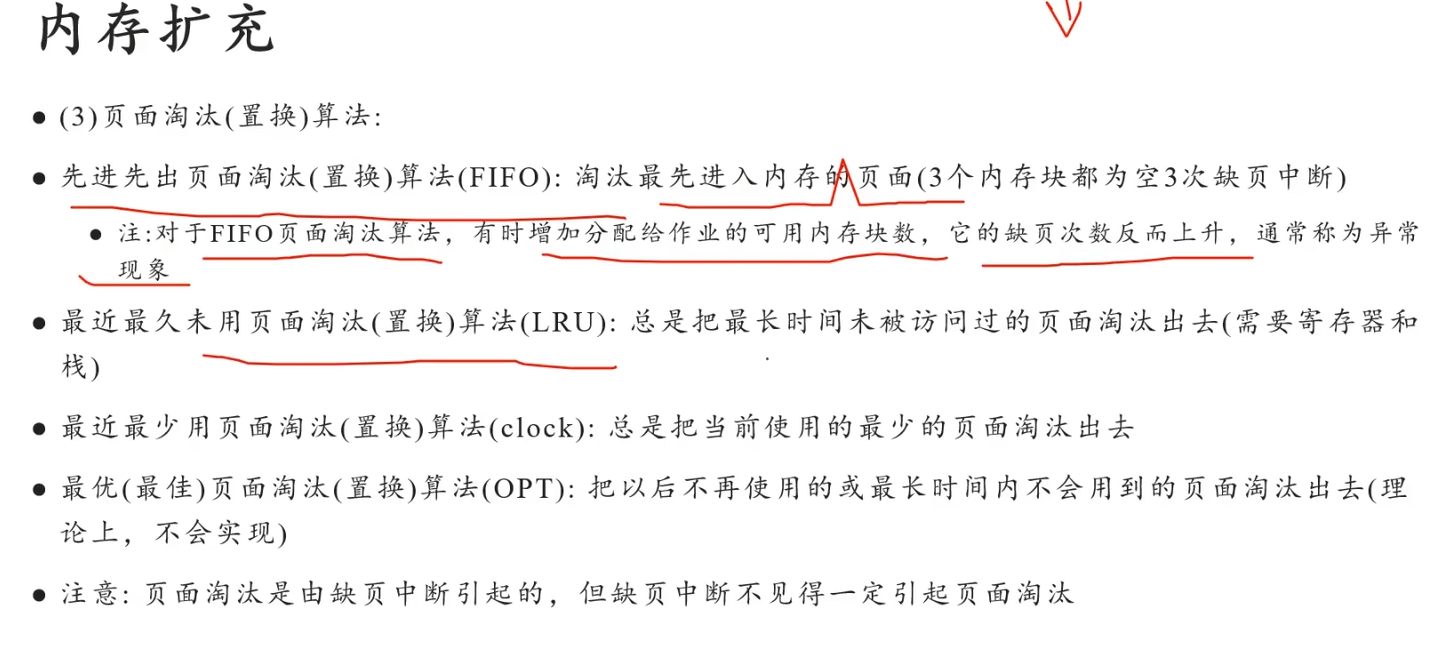 内存扩充
● (3)页面淘汰(置换)算法:
● 先进先出页面淘汰(置换)算法(FIFO): 淘汰最先进入内存的页面(3个内存块都为空3次缺页中断)
● 注:对于FIFO页面淘汰算法，有时增加分配给作业的可用内存块数，它的缺页次数反而上升，通常称为异常
现象
● 最近最久未用页面淘汰(置换)算法(LRU): 总是把最长时间未被访问过的页面淘汰出去(需要寄存器和
栈)
● 最近最少用页面淘汰(置换)算法(clock): 总是把当前使用的最少的页面淘汰出去
● 最优(最佳)页面淘汰(置换)算法(OPT): 把以后不再使用的或最长时间内不会用到的页面淘汰出去(理
论上，不会实现)
● 注意: 页面淘汰是由缺页中断引起的，但缺页中断不见得一定引起页面淘汰